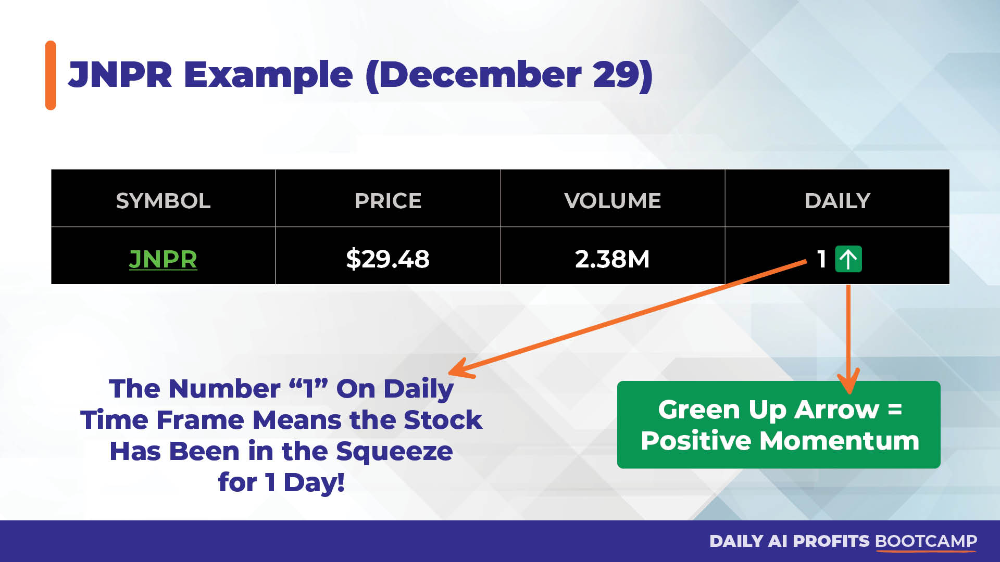 JNPR Example (December 29)
SYMBOL PRICE VOLUME DAILY
JNPR $29.48 2.38M 1 ↑
The Number “1” On Daily
Time Frame Means the Stock
Has Been in the Squeeze
for 1 Day!
Green Up Arrow =
Positive Momentum
DAILY AI PROFITS BOOTCAMP